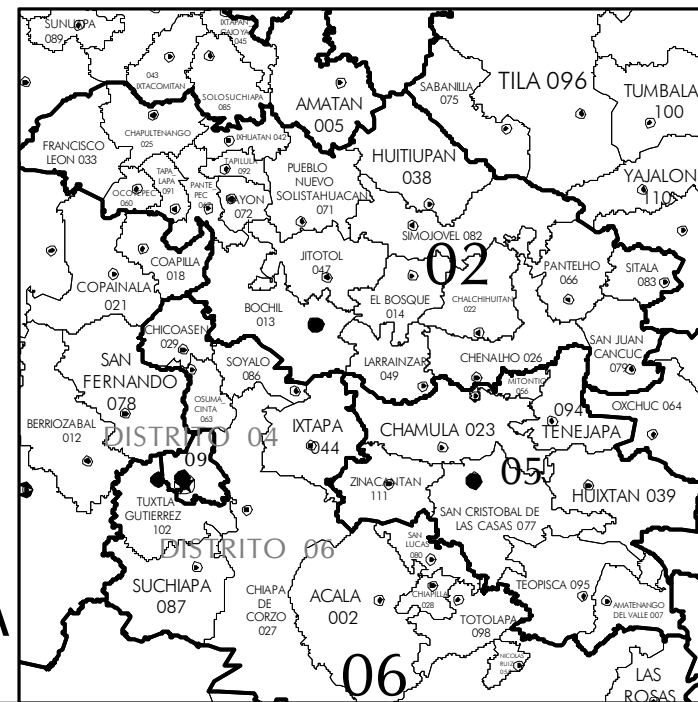 SUNUAPA
089
IXTAPAN
GAJOYA
045
043
IXTACOMITAN
SOLOSUCHIAPA
085
AMATAN
005
SABANILLA
075
TILA 096
TUMBALA
100
FRANCISCO
LEON 033
CHAPULTENANGO
025
IXHUATAN 042
HUITIUPAN
038
YAJALON
110
TAPA_
LAPA
091
OCOTEPEC
060
PANTE
PEC
TAPILULA
092
RAYON
072
PUEBLO
NUEVO
SOLISTAHUACAN
071
SIMOJOVEL 082
02
COAPILLA
018
COPAINALA
021
JITOTOL
047
PANTELHO
066
SITALA
083
BOCHIL
013
EL BOSQUE
014
CHALCHIHUITAN
022
CHICOASEN
029
SOYALO
086
LARRAINZAR
049
CHENALHO 026
SAN JUAN
CANCUC
079
SAN
FERNANDO
078
OSUMA
CINTA
063
MITONTIC
056
094
TENEJAPA
OXCHUC 064
BERRIOZABAL
012
DISTRITO 04
09
IXTAPA
044
CHAMULA 023
05
ZINACANTAN
111
HUIXTAN 039
TUXTLA
GUTIERREZ
102
SAN CRISTOBAL DE
LAS CASAS 077
DISTRITO 06
SUCHIAPA
087
CHIAPA
DE
CORZO
027
ACALA
002
SAN
LUCAS
080
CHIAPILLA
028
TOTOLAPA
098
TEOPISCA 095
AMATENANGO
DEL VALLE 007
NICOLAS
RUIZ
06
LAS
ROSAS
A